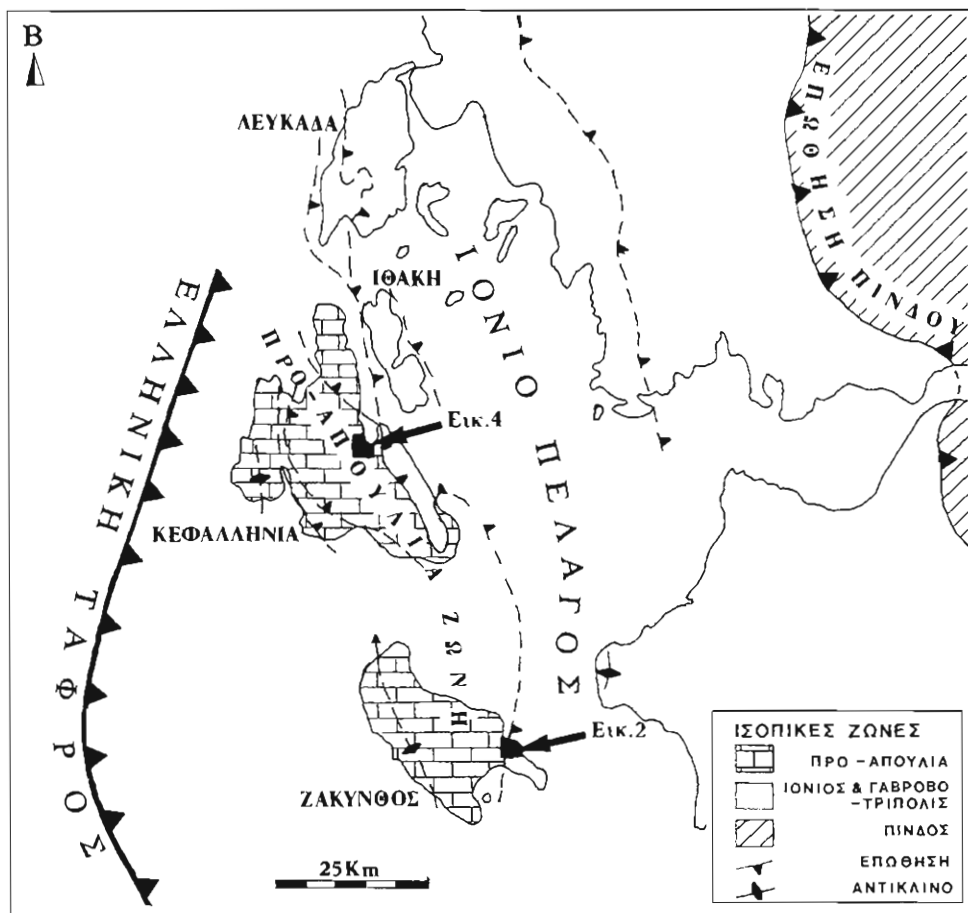 Β
ΛΕΥΚΑΔΑ
ΕΠΩΘΗΣΗ ΠΙΝΔΟΥ
ΙΟΝΙΟ ΠΕΛΑΓΟΣ
ΙΘΑΚΗ
ΕΛΛΗΝΙΚΗ ΤΑΦΡΟΣ
ΠΡΟ-ΑΠΟΥΛΙΑ ΖΩΝΗ
Εικ.4
ΚΕΦΑΛΛΗΝΙΑ
Εικ.2
ΖΑΚΥΝΘΟΣ
25Km
ΙΣΟΠΙΚΕΣ ΖΩΝΕΣ
ΠΡΟ-ΑΠΟΥΛΙΑ
ΙΟΝΙΟΣ & ΓΑΒΡΟΒΟ
-ΤΡΙΠΟΛΙΣ
ΠΙΝΔΟΣ
ΕΠΩΘΗΣΗ
ΑΝΤΙΚΛΙΝΟ